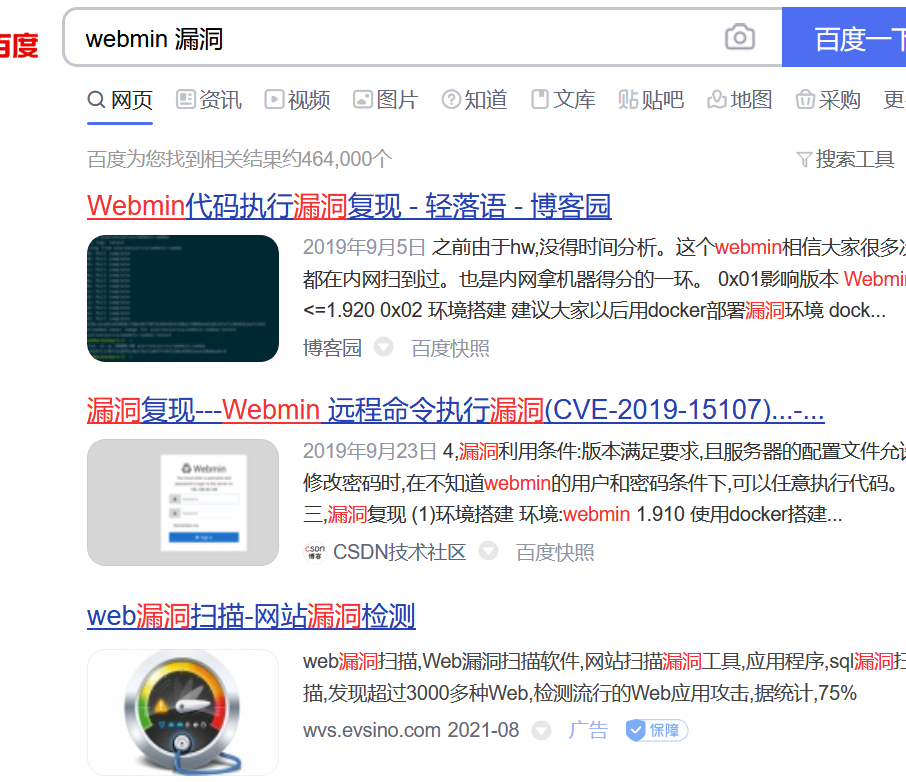 百度
webmin 漏洞
百度一下
网页 资讯 视频 图片 知道 文库 贴 贴吧 地图 采购 更
百度为您找到相关结果约464,000个
搜索工具
Webmin代码执行漏洞复现 - 轻落语 - 博客园
2019年9月5日 之前由于hw,没得时间分析。这个webmin相信大家很多
都在内网扫到过。也是内网拿机器得分的一环。 0x01影响版本 Webmin
<=1.920 0x02 环境搭建 建议大家以后用docker部署漏洞环境 dock...
博客园 百度快照
漏洞复现---Webmin 远程命令执行漏洞(CVE-2019-15107)...-...
2019年9月23日 4,漏洞利用条件:版本满足要求,且服务器的配置文件允
修改密码时,在不知道webmin的用户和密码条件下,可以任意执行代码。
三,漏洞复现 (1)环境搭建 环境:webmin 1.910 使用docker搭建...
Webmin
CSDN
博客
CSDN技术社区 百度快照
web漏洞扫描-网站漏洞检测
web漏洞扫描,Web漏洞扫描软件,网站扫描漏洞工具,应用程序,sql漏洞扫
描,发现超过3000多种Web,检测流行的Web应用攻击,据统计,75%
wvs.evsino.com 2021-08 广告 保障